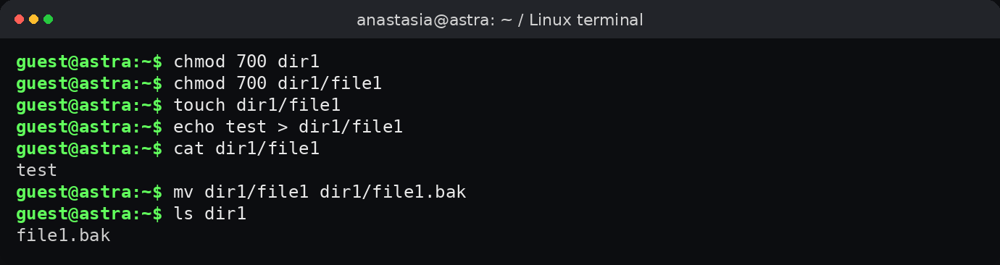 anastasia@astra: ~ / Linux terminal
guest@astra:~$ chmod 700 dir1
guest@astra:~$ chmod 700 dir1/file1
guest@astra:~$ touch dir1/file1
guest@astra:~$ echo test > dir1/file1
guest@astra:~$ cat dir1/file1
test
guest@astra:~$ mv dir1/file1 dir1/file1.bak
guest@astra:~$ ls dir1
file1.bak